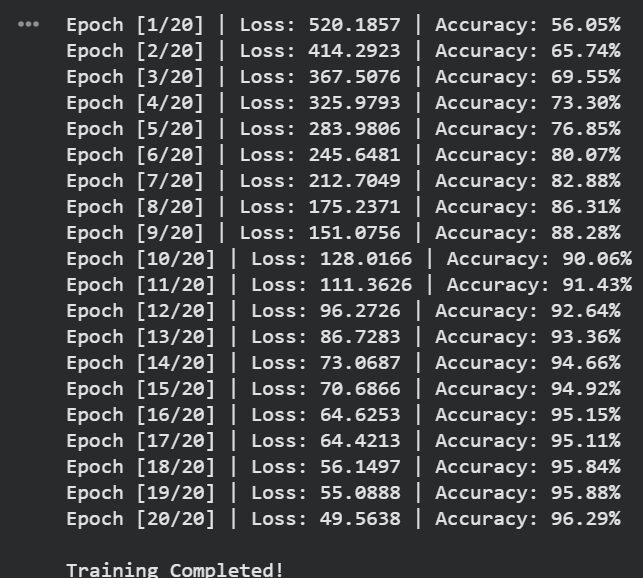 Epoch [1/20] | Loss: 520.1857 | Accuracy: 56.05%
Epoch [2/20] | Loss: 414.2923 | Accuracy: 65.74%
Epoch [3/20] | Loss: 367.5076 | Accuracy: 69.55%
Epoch [4/20] | Loss: 325.9793 | Accuracy: 73.30%
Epoch [5/20] | Loss: 283.9806 | Accuracy: 76.85%
Epoch [6/20] | Loss: 245.6481 | Accuracy: 80.07%
Epoch [7/20] | Loss: 212.7049 | Accuracy: 82.88%
Epoch [8/20] | Loss: 175.2371 | Accuracy: 86.31%
Epoch [9/20] | Loss: 151.0756 | Accuracy: 88.28%
Epoch [10/20] | Loss: 128.0166 | Accuracy: 90.06%
Epoch [11/20] | Loss: 111.3626 | Accuracy: 91.43%
Epoch [12/20] | Loss: 96.2726 | Accuracy: 92.64%
Epoch [13/20] | Loss: 86.7283 | Accuracy: 93.36%
Epoch [14/20] | Loss: 73.0687 | Accuracy: 94.66%
Epoch [15/20] | Loss: 70.6866 | Accuracy: 94.92%
Epoch [16/20] | Loss: 64.6253 | Accuracy: 95.15%
Epoch [17/20] | Loss: 64.4213 | Accuracy: 95.11%
Epoch [18/20] | Loss: 56.1497 | Accuracy: 95.84%
Epoch [19/20] | Loss: 55.0888 | Accuracy: 95.88%
Epoch [20/20] | Loss: 49.5638 | Accuracy: 96.29%
Training Completed!